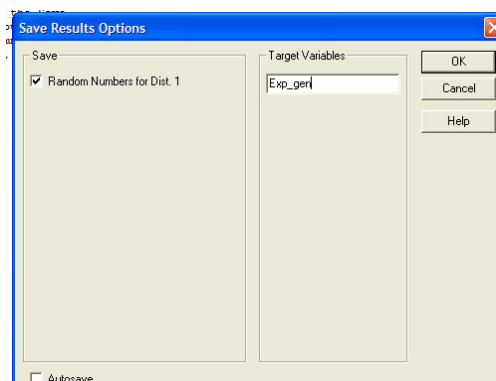 Save Results Options
Save
Target Variables
OK
Random Numbers for Dist. 1
Exp_gen
Cancel
Help
Autosave